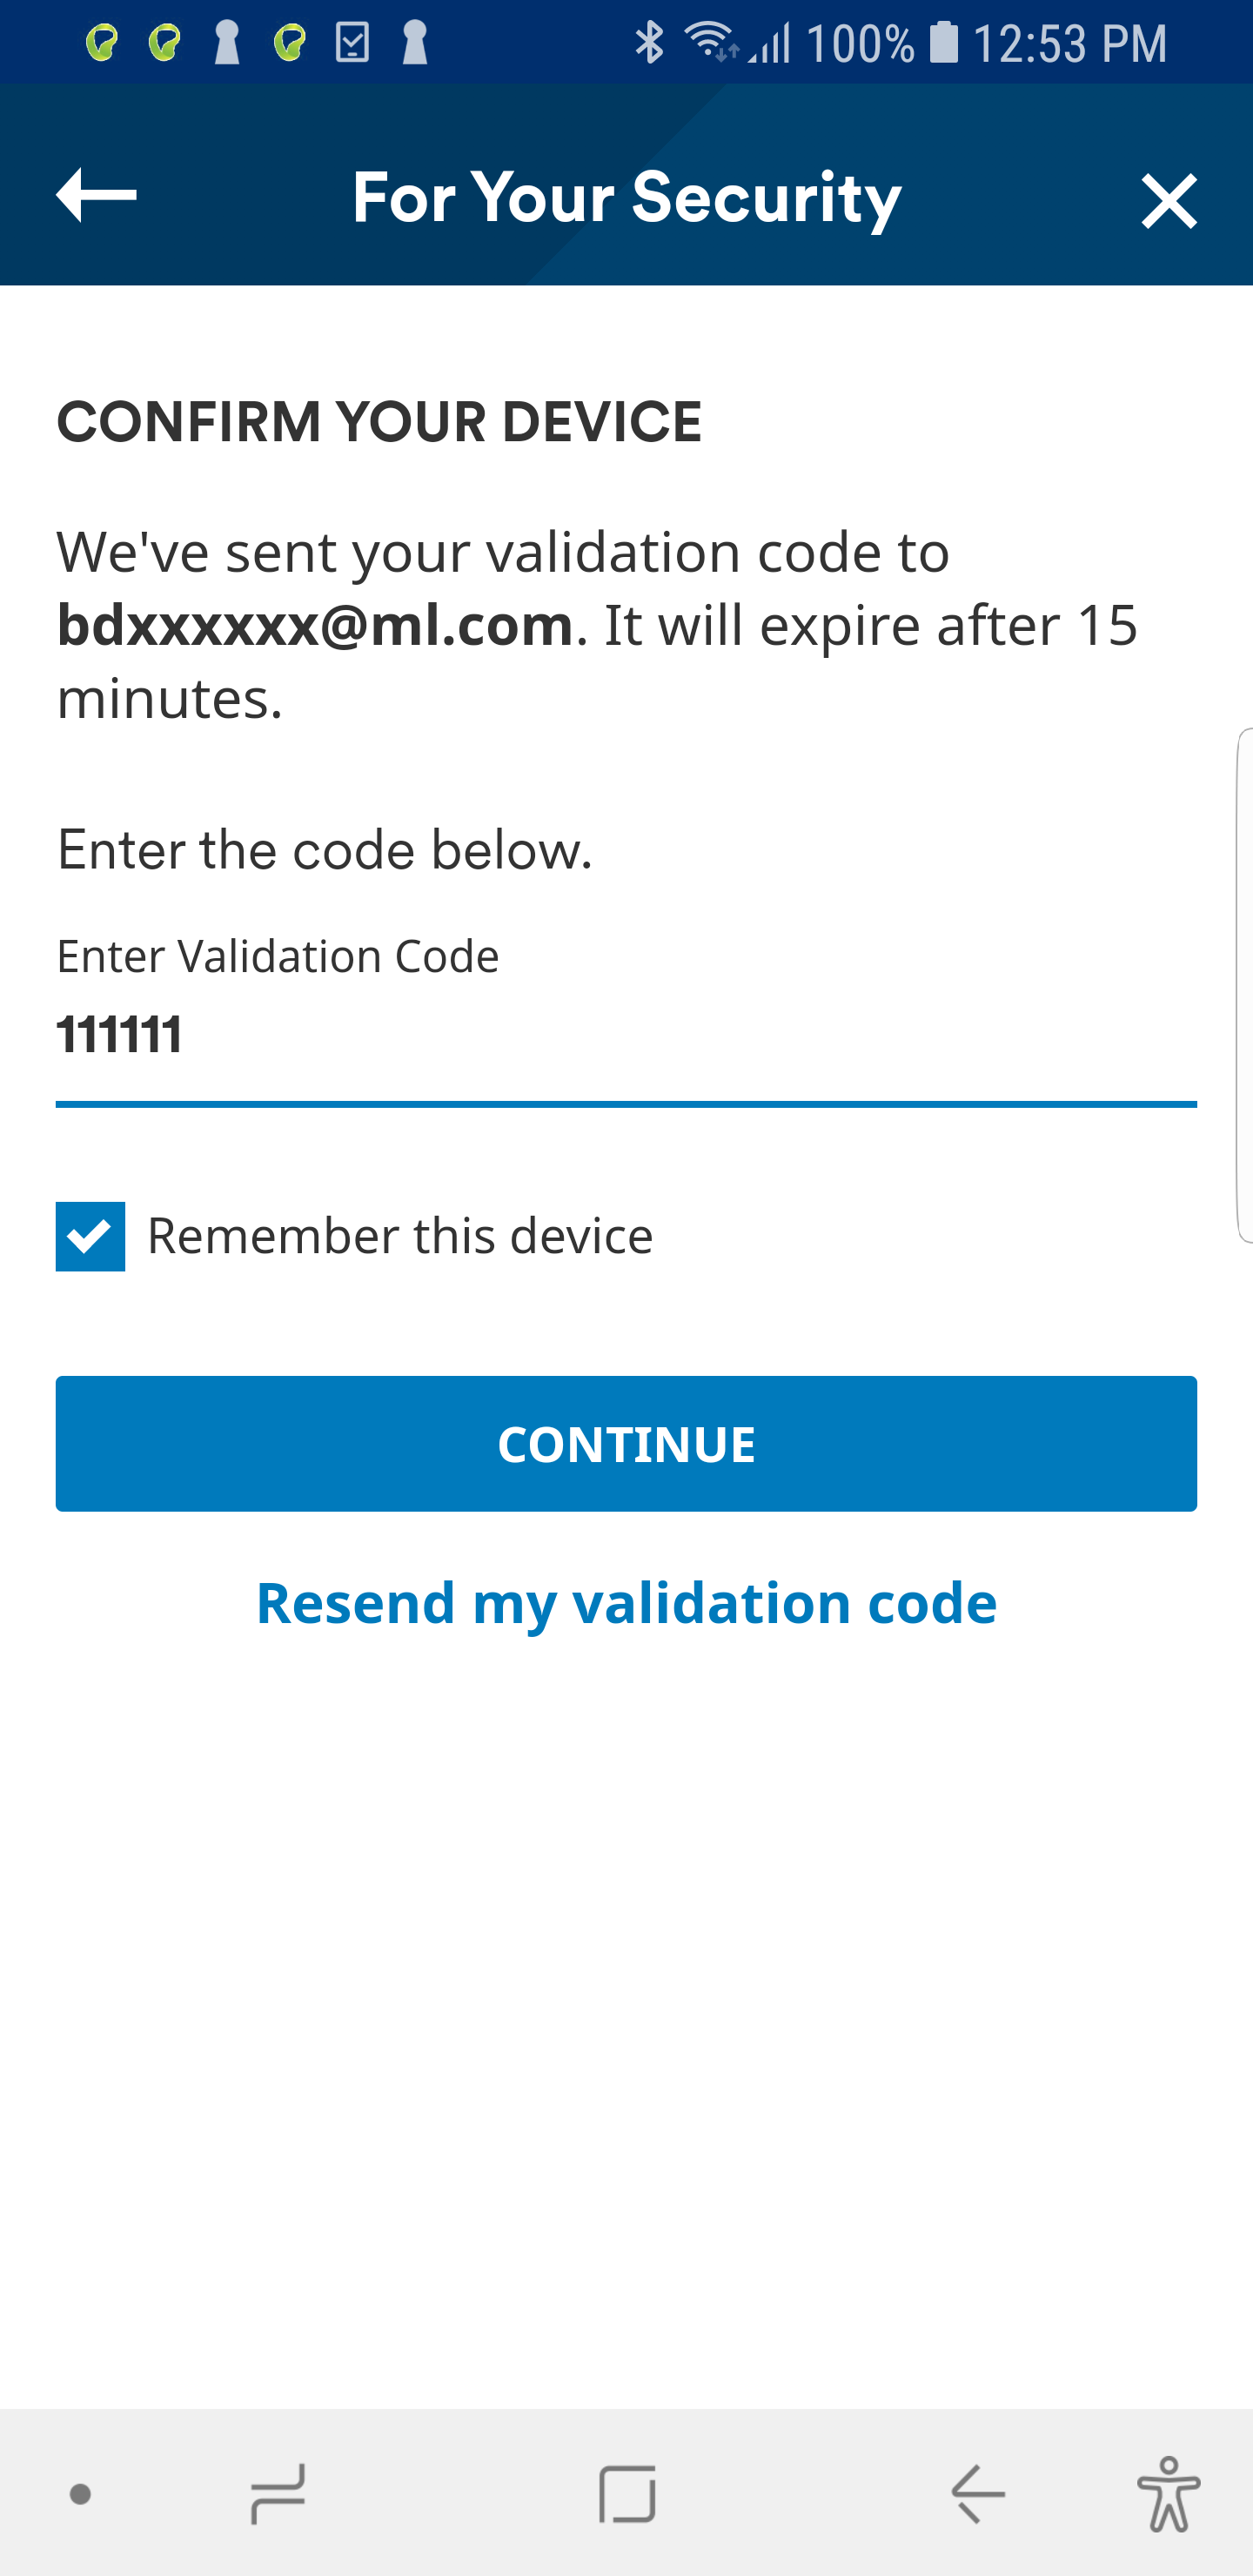 100% 12:53 PM
For Your Security
CONFIRM YOUR DEVICE
We've sent your validation code to
bdxxxxxx@ml.com. It will expire after 15
minutes.
Enter the code below.
Enter Validation Code
111111
Remember this device
CONTINUE
Resend my validation code